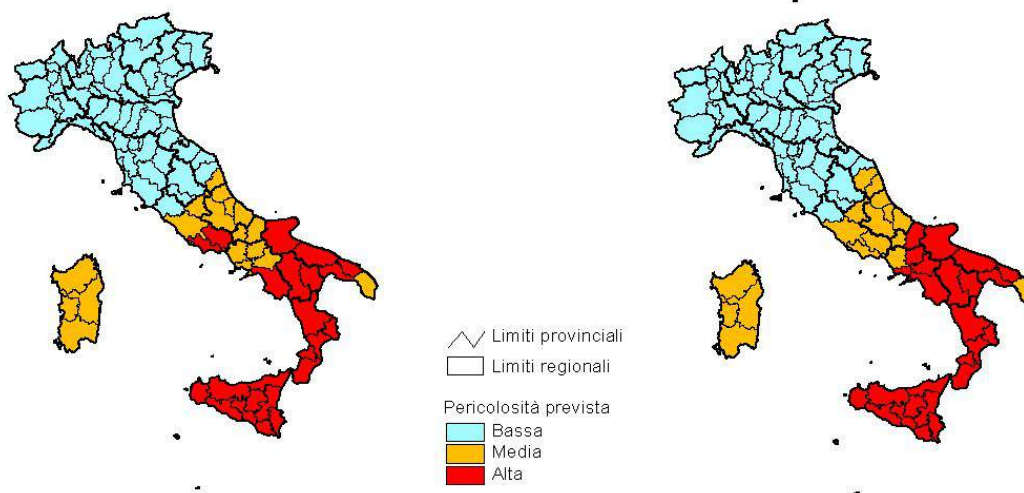 Limiti provinciali
Limiti regionali
Pericolosità prevista
Bassa
Media
Alta